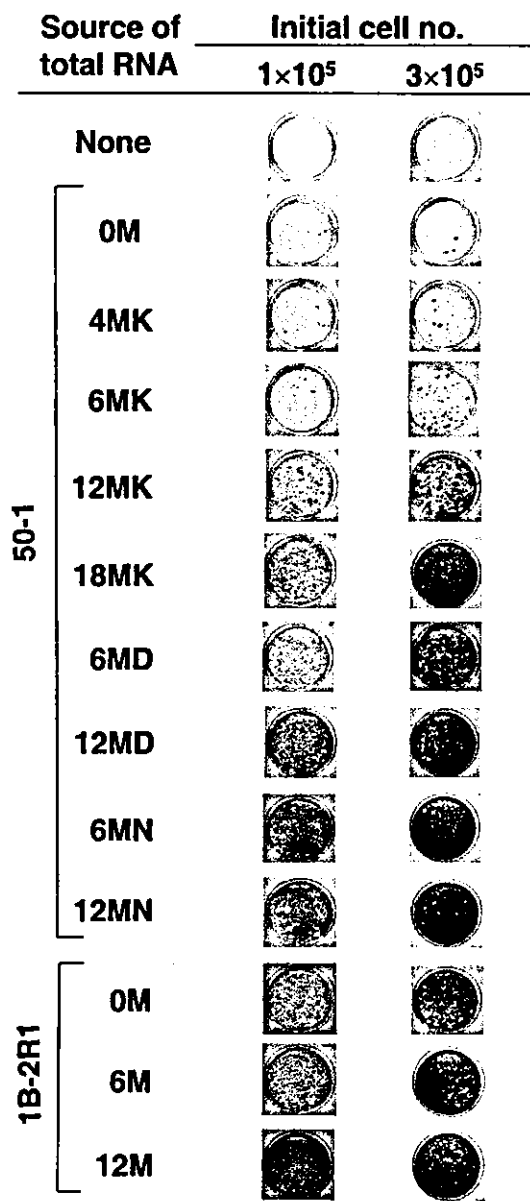 Source of total RNA
Initial cell no.
1×10⁵ 3×10⁵
None
50-1
0M
4MK
6MK
12MK
18MK
6MD
12MD
6MN
12MN
1B-2R1
0M
6M
12M